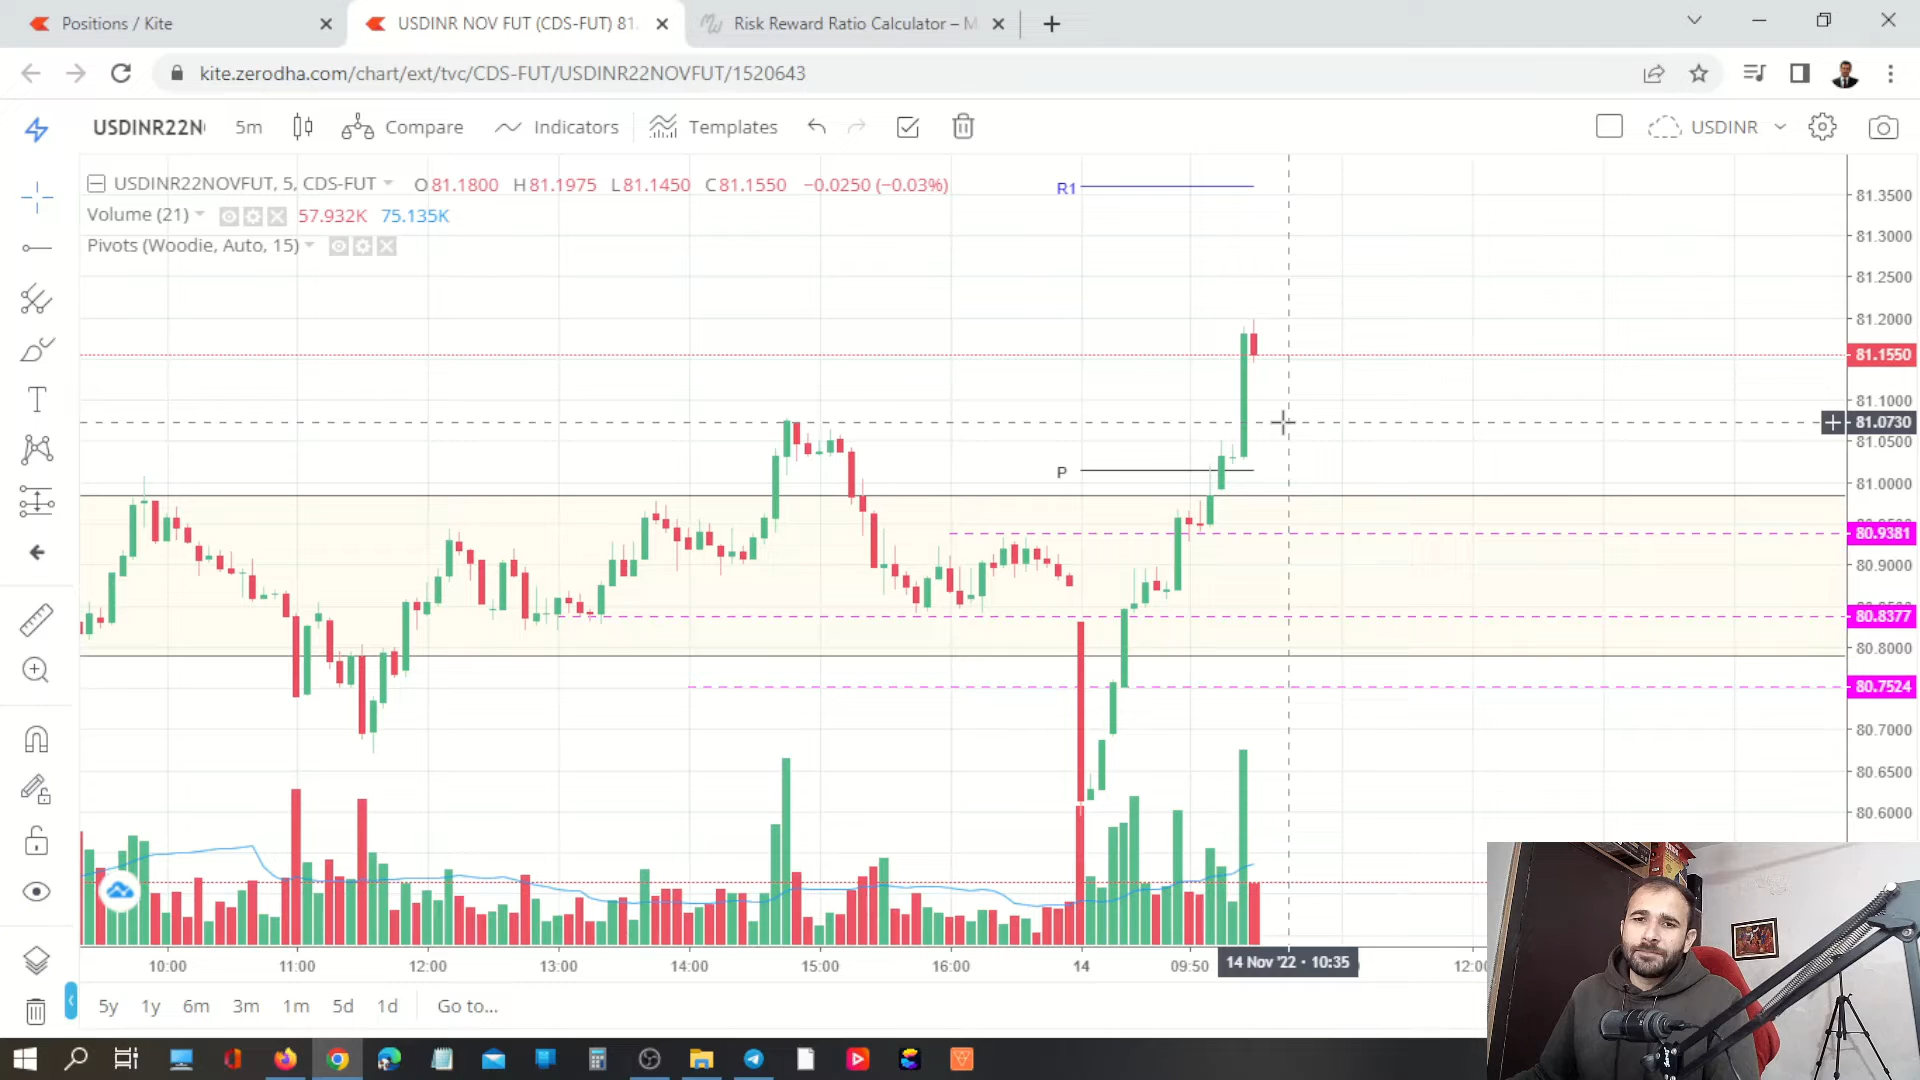 Positions / Kite
USDINR NOV FUT (CDS-FUT) 81.
Risk Reward Ratio Calculator – M
kite.zerodha.com/chart/ext/tvc/CDS-FUT/USDINR22NOVFUT/1520643
USDINR22N
5m
Compare
Indicators
Templates
USDINR
USDINR22NOVFUT, 5, CDS-FUT O81.1800 H81.1975 L81.1450 C81.1550 −0.0250 (−0.03%)
Volume (21) 57.932K 75.135K
Pivots (Woodie, Auto, 15)
R1
P
81.3500
81.3000
81.2500
81.2000
81.1550
81.1000
81.0730
81.0500
81.0000
80.9381
80.9000
80.8377
80.8000
80.7524
80.7000
80.6500
80.6000
10:00 11:00 12:00 13:00 14:00 15:00 16:00 14 09:50 14 Nov '22 • 10:35 12:0
5y 1y 6m 3m 1m 5d 1d Go to...